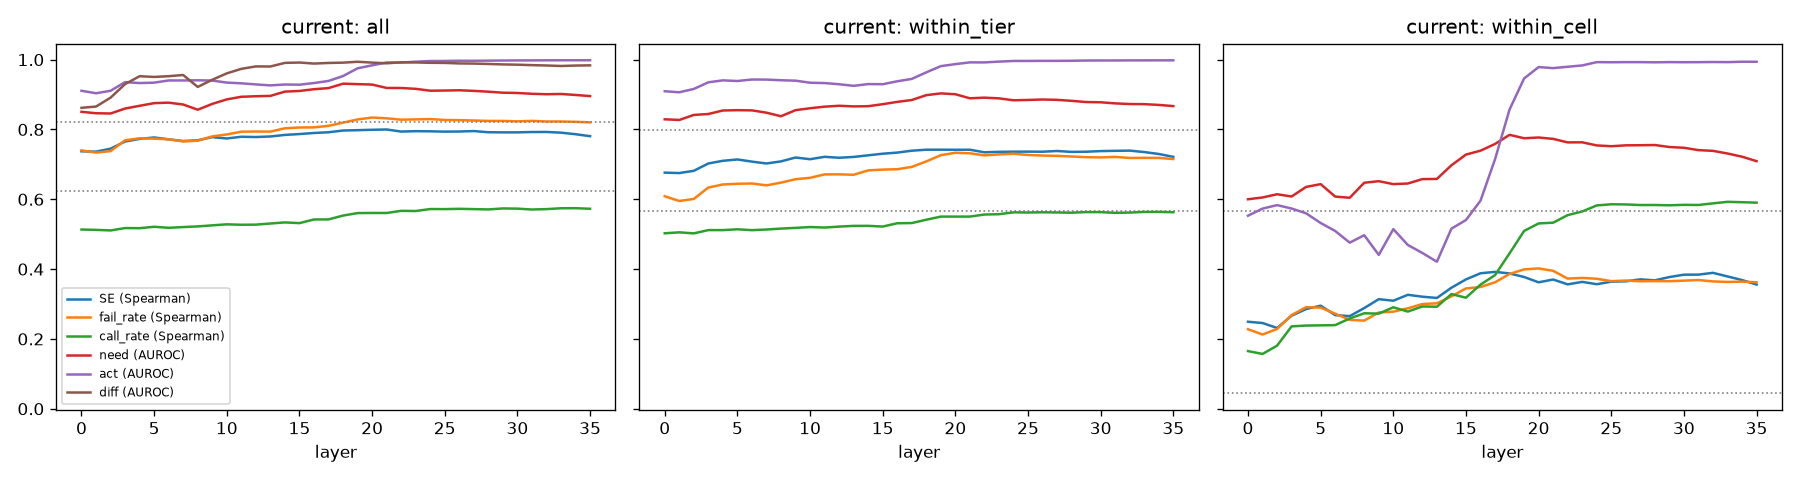 current: all
current: within_tier
current: within_cell
1.0
0.8
0.6
0.4
0.2
0.0
SE (Spearman)
fail_rate (Spearman)
call_rate (Spearman)
need (AUROC)
act (AUROC)
diff (AUROC)
0 5 10 15 20 25 30 35
0 5 10 15 20 25 30 35
0 5 10 15 20 25 30 35
layer
layer
layer